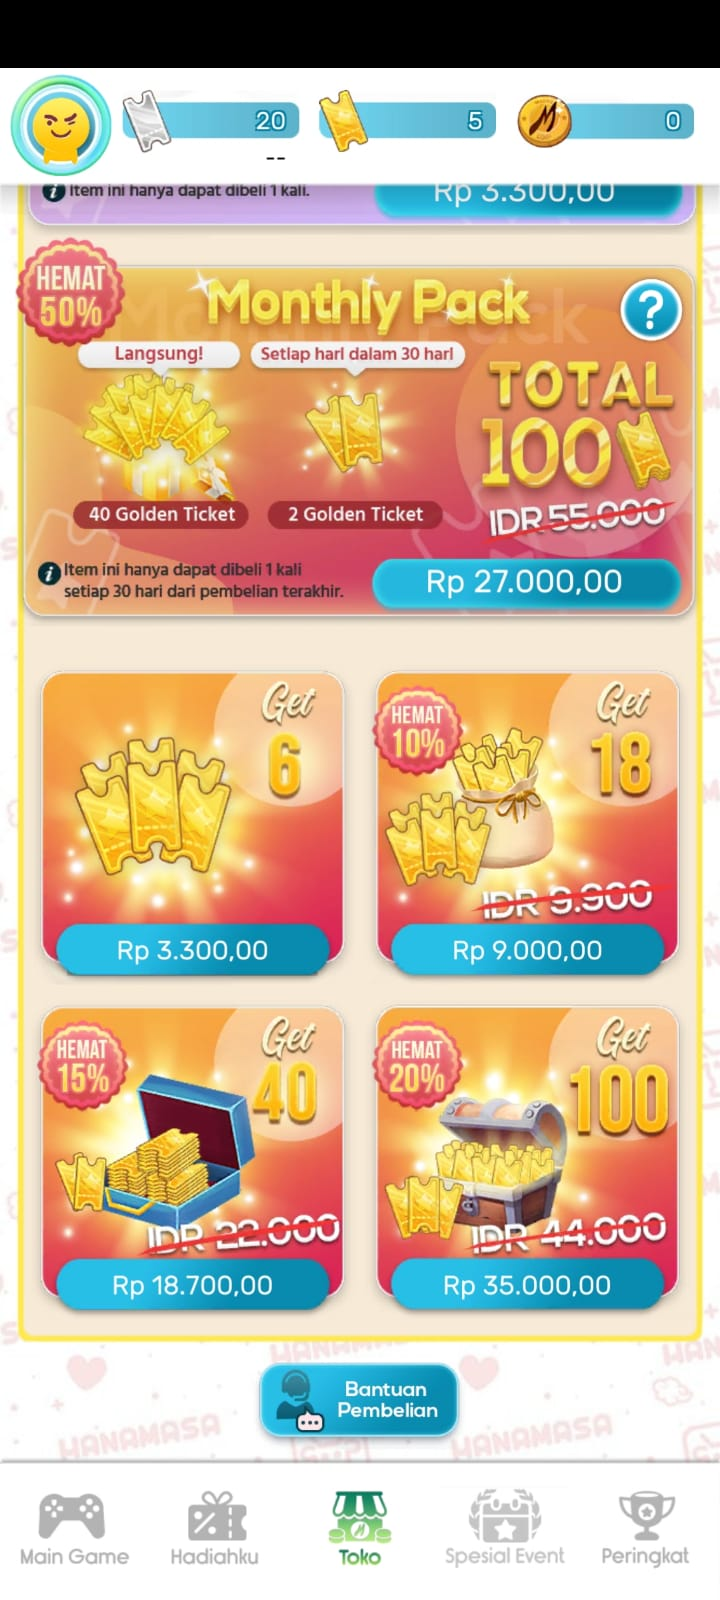 20
5
0
--
Item ini hanya dapat dibeli 1 kali.
Rp 3.300,00
HEMAT
50%
Monthly Pack
Langsung!
Setiap hari dalam 30 hari
TOTAL
100
40 Golden Ticket
2 Golden Ticket
IDR 55.000
Item ini hanya dapat dibeli 1 kali
setiap 30 hari dari pembelian terakhir.
Rp 27.000,00
Get
6
Rp 3.300,00
HEMAT
10%
Get
18
IDR 9.900
Rp 9.000,00
HEMAT
15%
Get
40
IDR 22.000
Rp 18.700,00
HEMAT
20%
Get
100
IDR 44.000
Rp 35.000,00
Bantuan
Pembelian
HANAMASA
HANAMASA
Main Game
Hadiahku
Toko
Spesial Event
Peringkat